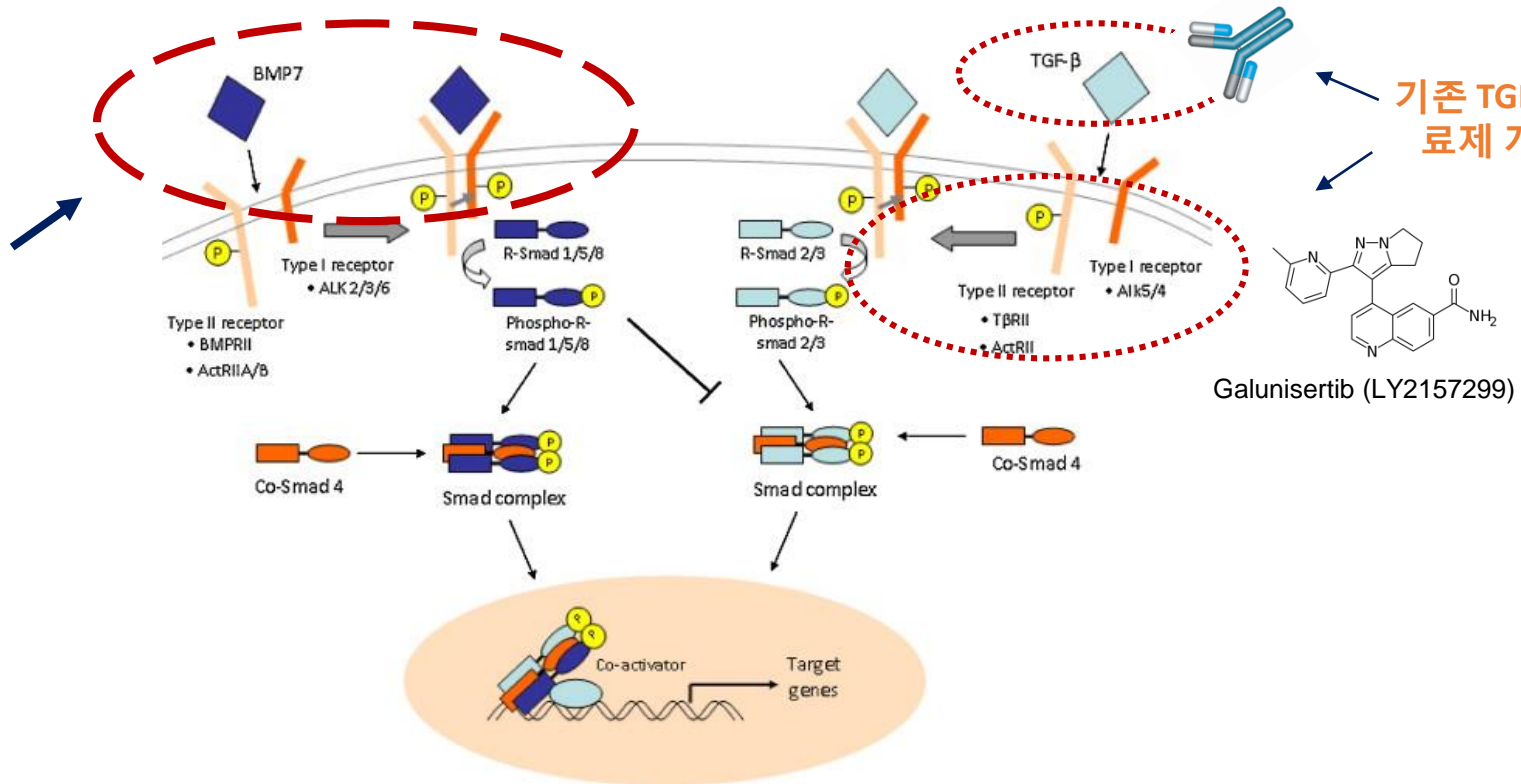 BMP7
TGF-β
기존 TG
료제
P
P
P
P
P
P
R-Smad 1/5/8
R-Smad 2/3
Type I receptor
• ALK 2/3/6
Type I receptor
• Alk5/4
P
P
Type II receptor
• BMPRII
• ActRIIA/B
Phospho-R-
smad 1/5/8
Phospho-R-
smad 2/3
Type II receptor
• TβRII
• ActRII
N
N
N
N
O
NH2
Galunisertib (LY2157299)
P
P
P
P
Co-Smad 4
Smad complex
Smad complex
Co-Smad 4
P
P
Co-activator
Target
genes